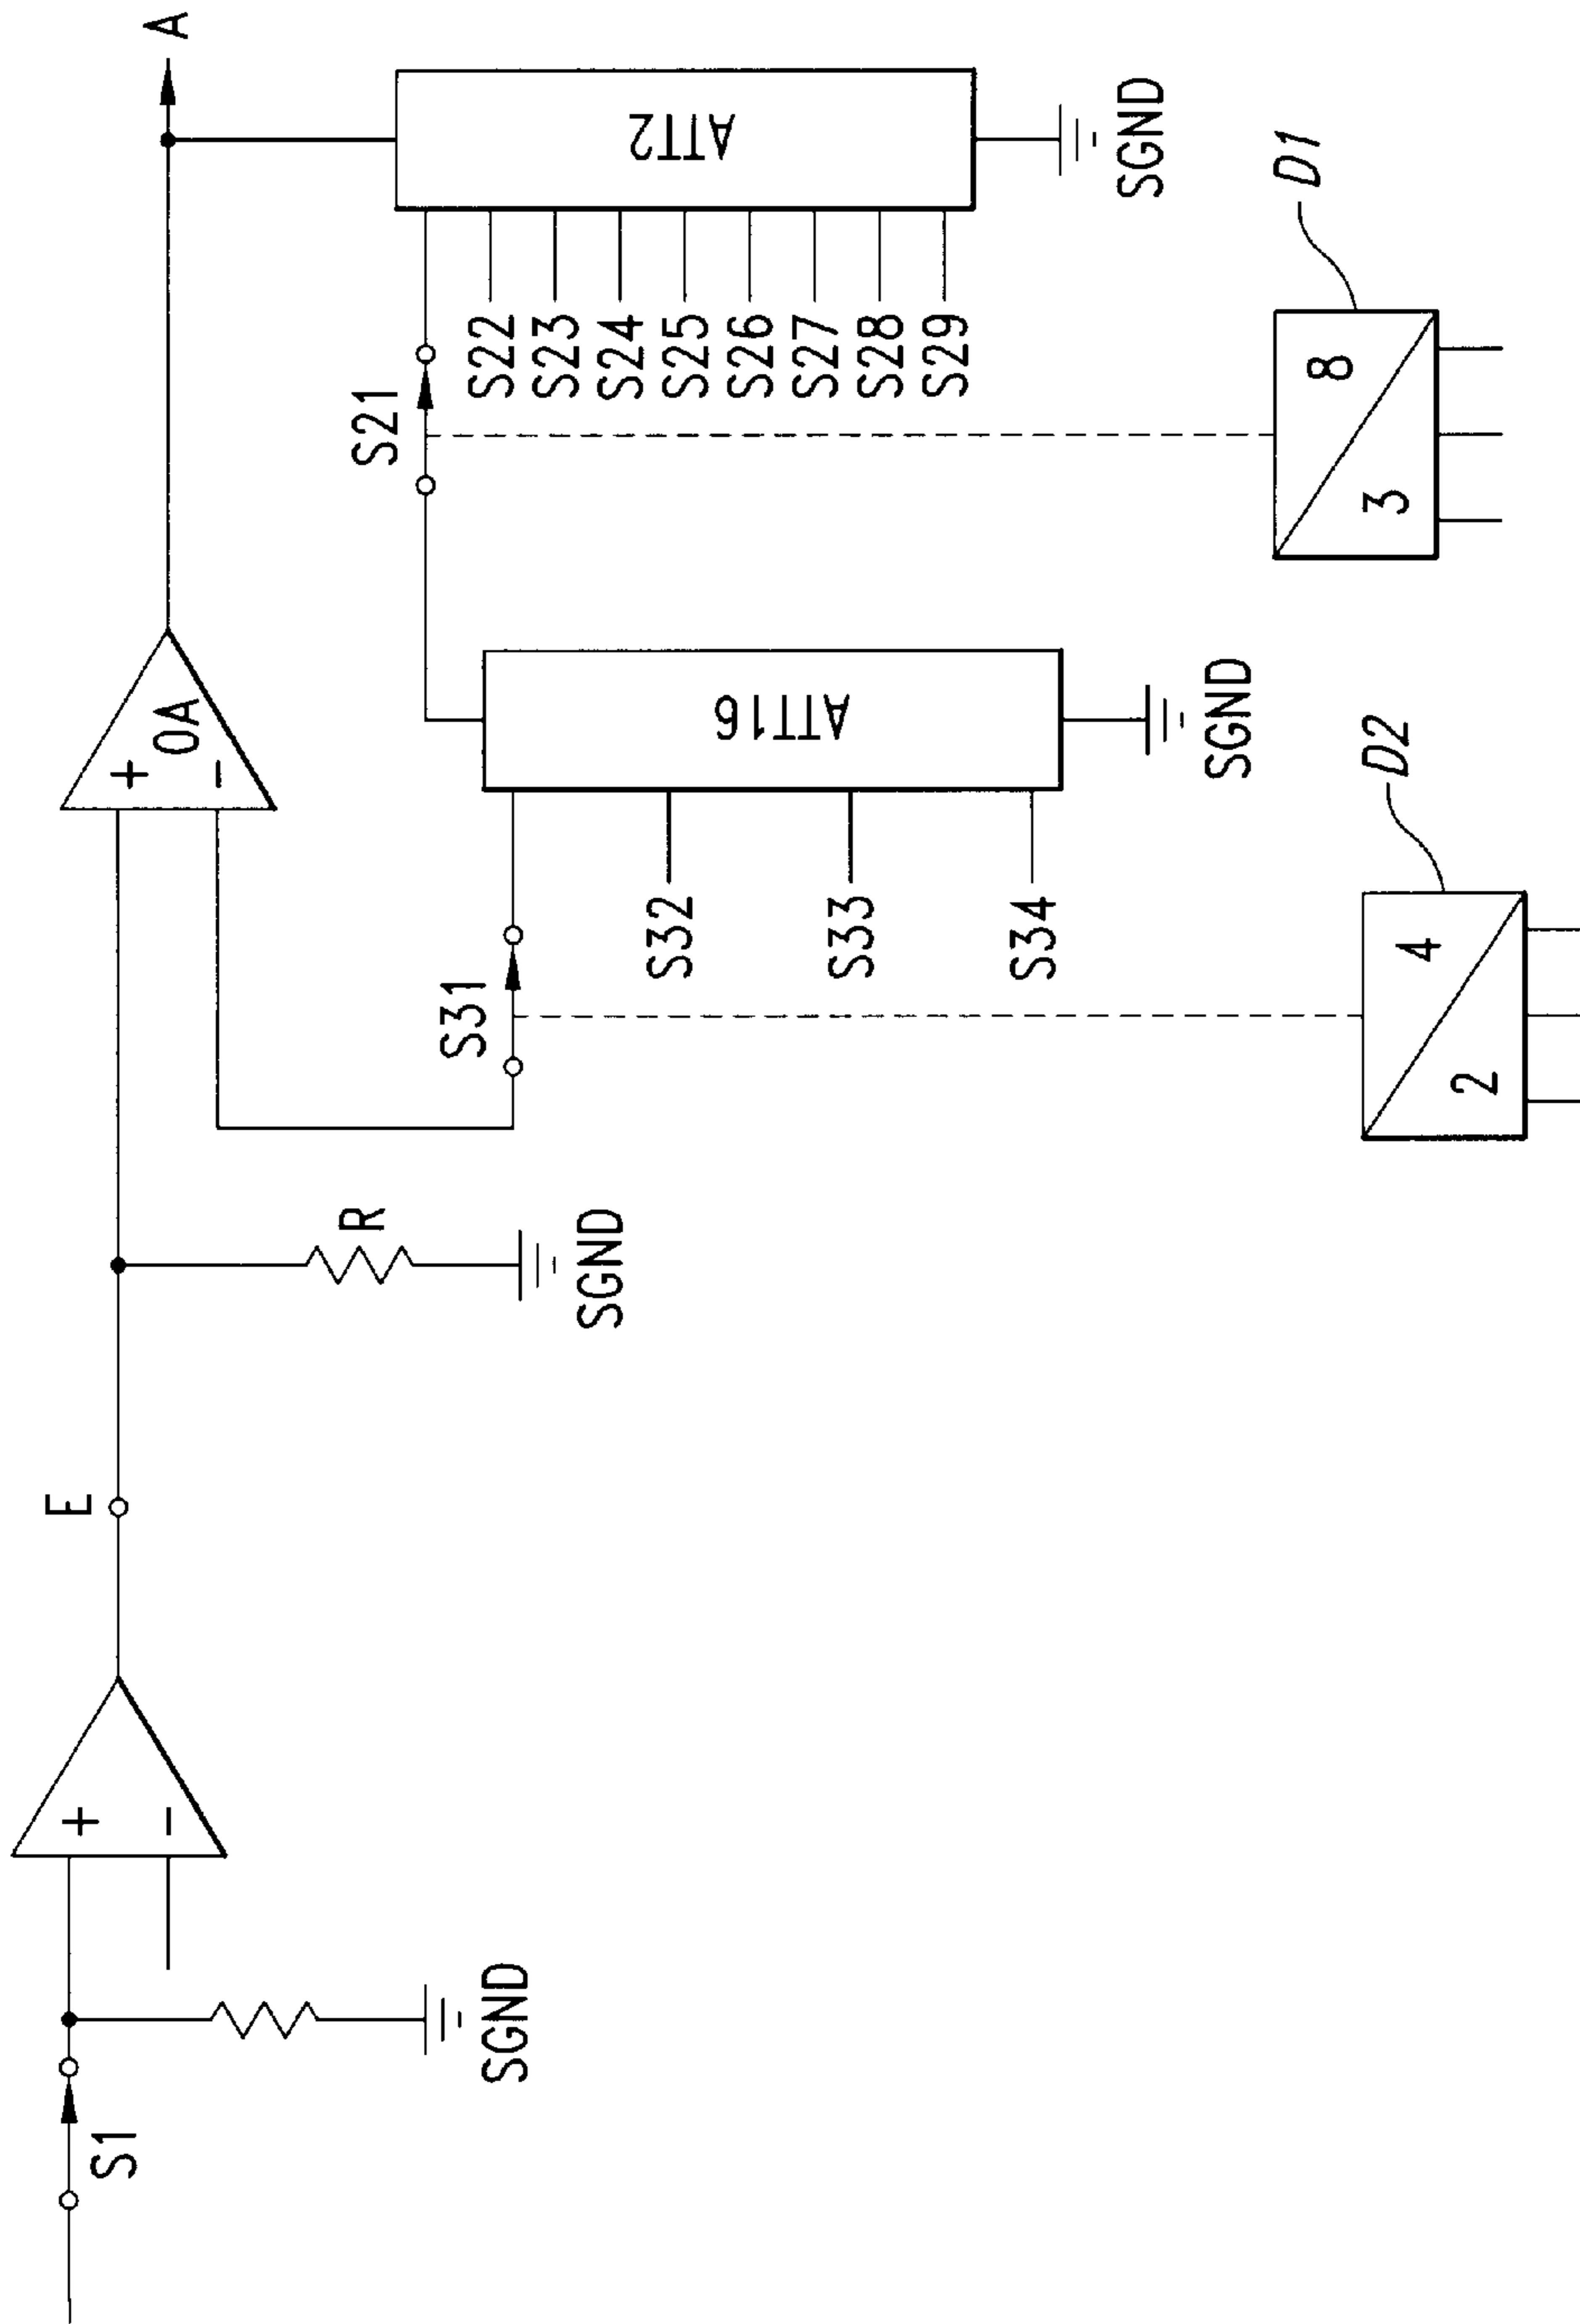 S1
+
-
SGND
E
R
SGND
+
-
OA
A
S31
S32
S33
S34
ATT16
SGND
S21
S22
S23
S24
S25
S26
S27
S28
S29
ATT2
SGND
2
4
D2
3
8
D1